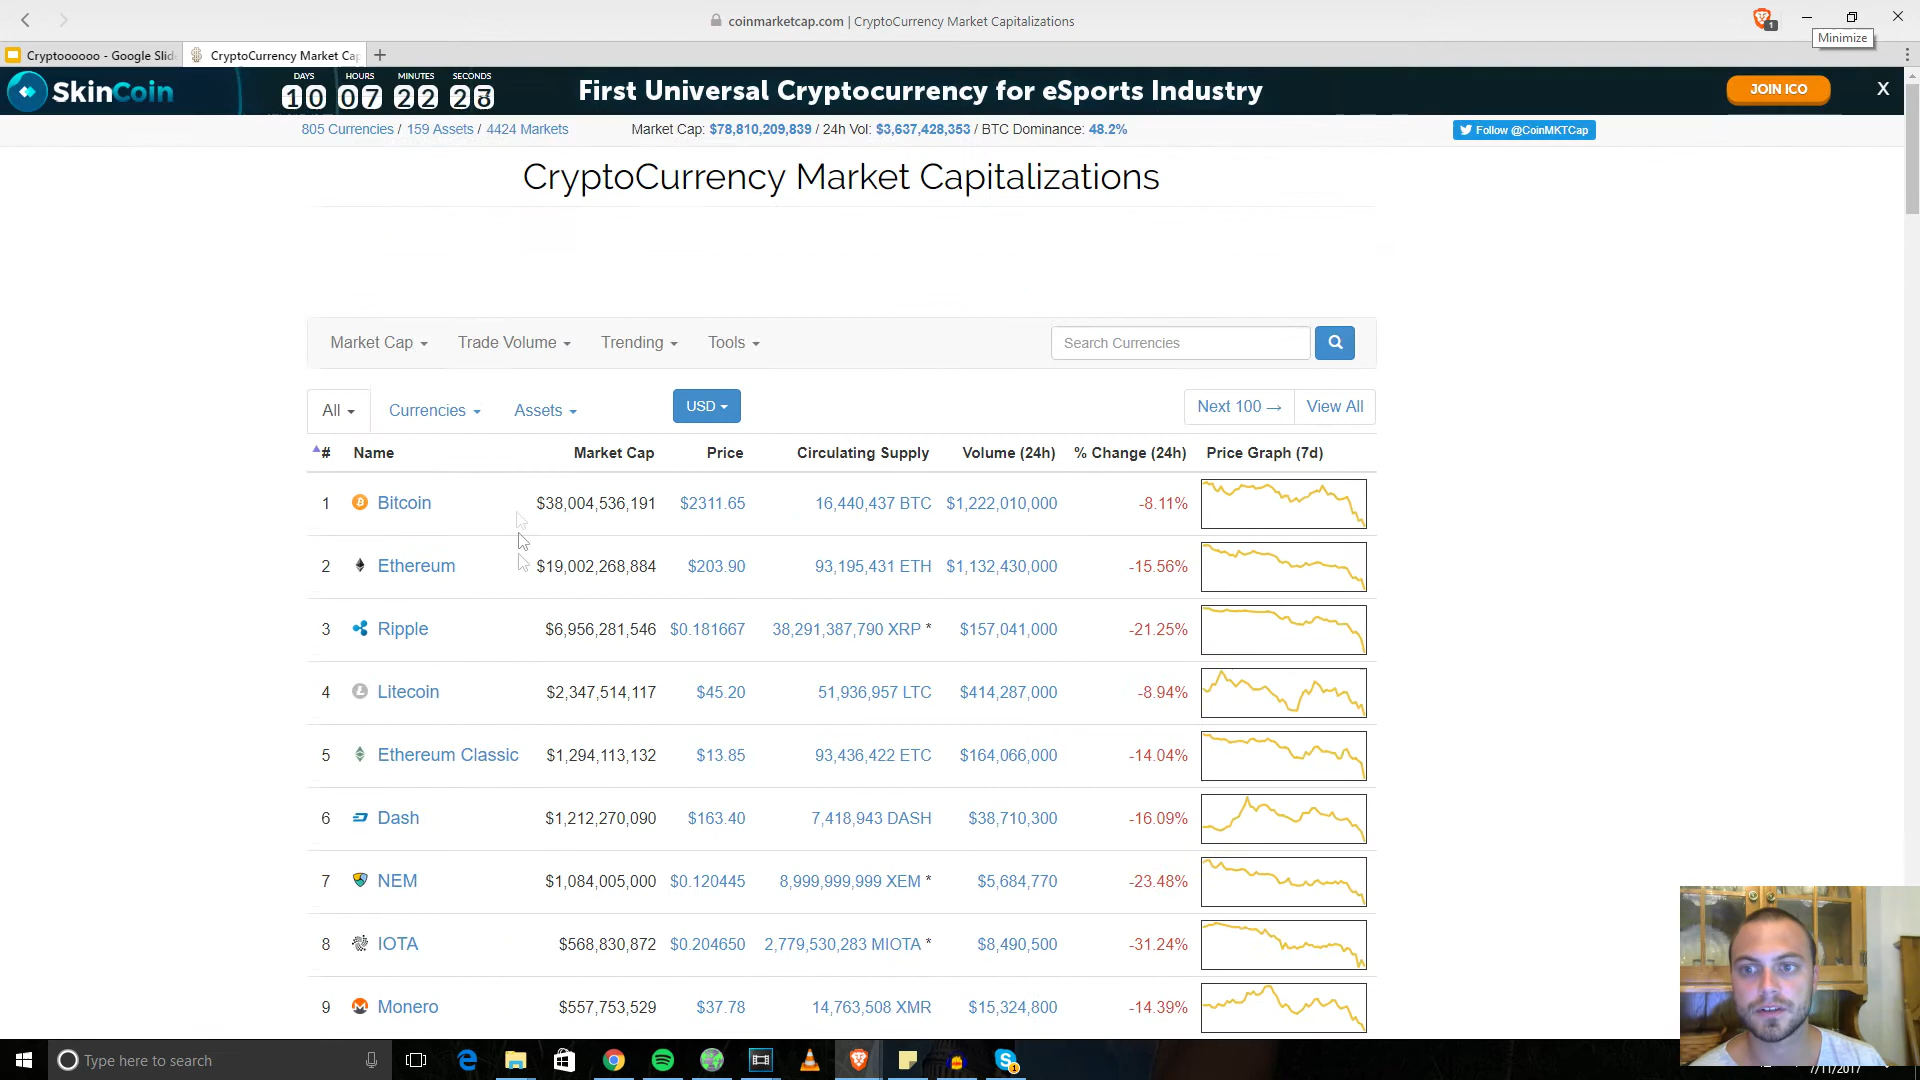 coinmarketcap.com | CryptoCurrency Market Capitalizations
1
Minimize
Cryptoooooo - Google Slid
CryptoCurrency Market Cap
SkinCoin
DAYS HOURS MINUTES SECONDS
10 07 22 28
First Universal Cryptocurrency for eSports Industry
JOIN ICO
X
805 Currencies / 159 Assets / 4424 Markets
Market Cap: $78,810,209,839 / 24h Vol: $3,637,428,353 / BTC Dominance: 48.2%
Follow @CoinMKTCap
CryptoCurrency Market Capitalizations
Market Cap Trade Volume Trending Tools
Search Currencies
All Currencies Assets USD Next 100 → View All
# Name Market Cap Price Circulating Supply Volume (24h) % Change (24h) Price Graph (7d)
1 Bitcoin $38,004,536,191 $2311.65 16,440,437 BTC $1,222,010,000 -8.11%
2 Ethereum $19,002,268,884 $203.90 93,195,431 ETH $1,132,430,000 -15.56%
3 Ripple $6,956,281,546 $0.181667 38,291,387,790 XRP * $157,041,000 -21.25%
4 Litecoin $2,347,514,117 $45.20 51,936,957 LTC $414,287,000 -8.94%
5 Ethereum Classic $1,294,113,132 $13.85 93,436,422 ETC $164,066,000 -14.04%
6 Dash $1,212,270,090 $163.40 7,418,943 DASH $38,710,300 -16.09%
7 NEM $1,084,005,000 $0.120445 8,999,999,999 XEM * $5,684,770 -23.48%
8 IOTA $568,830,872 $0.204650 2,779,530,283 MIOTA * $8,490,500 -31.24%
9 Monero $557,753,529 $37.78 14,763,508 XMR $15,324,800 -14.39%
Type here to search
1
7/11/2017